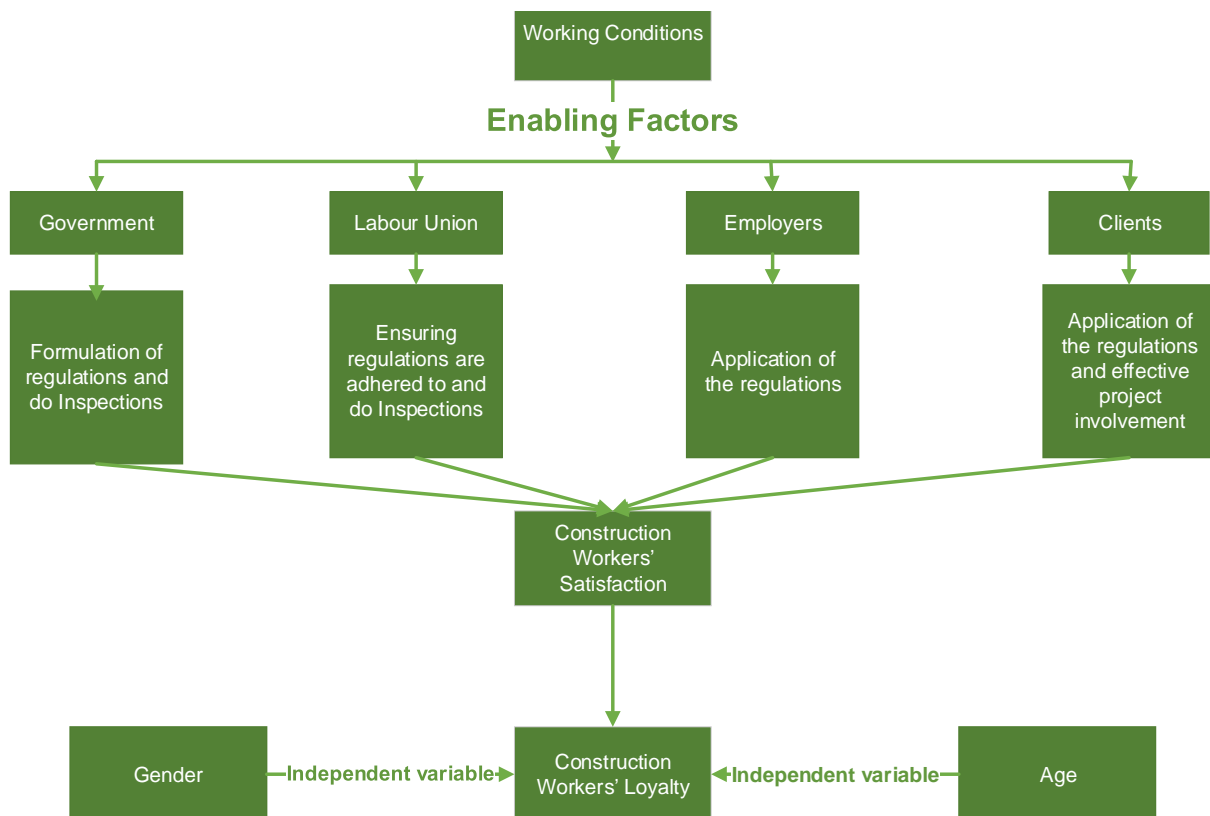 Working Conditions
Enabling Factors
Government
Labour Union
Employers
Clients
Formulation of
regulations and
do Inspections
Ensuring
regulations are
adhered to and
do Inspections
Application of
the regulations
Application of
the regulations
and effective
project
involvement
Construction
Workers’
Satisfaction
Gender
Independent variable
Construction
Workers’ Loyalty
Independent variable
Age